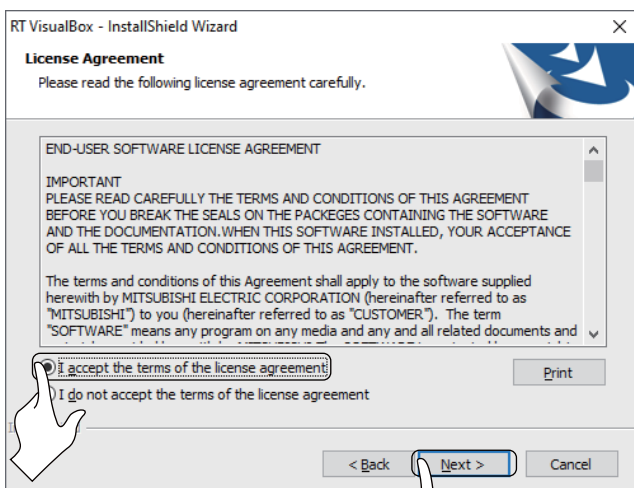 RT VisualBox - InstallShield Wizard
License Agreement
Please read the following license agreement carefully.
END-USER SOFTWARE LICENSE AGREEMENT
IMPORTANT
PLEASE READ CAREFULLY THE TERMS AND CONDITIONS OF THIS AGREEMENT
BEFORE YOU BREAK THE SEALS ON THE PACKEGES CONTAINING THE SOFTWARE
AND THE DOCUMENTATION.WHEN THIS SOFTWARE INSTALLED, YOUR ACCEPTANCE
OF ALL THE TERMS AND CONDITIONS OF THIS AGREEMENT.
The terms and conditions of this Agreement shall apply to the software supplied
herewith by MITSUBISHI ELECTRIC CORPORATION (hereinafter referred to as
"MITSUBISHI") to you (hereinafter referred to as "CUSTOMER").  The term
"SOFTWARE" means any program on any media and any and all related documents and
I accept the terms of the license agreement
I do not accept the terms of the license agreement
Print
< Back
Next >
Cancel